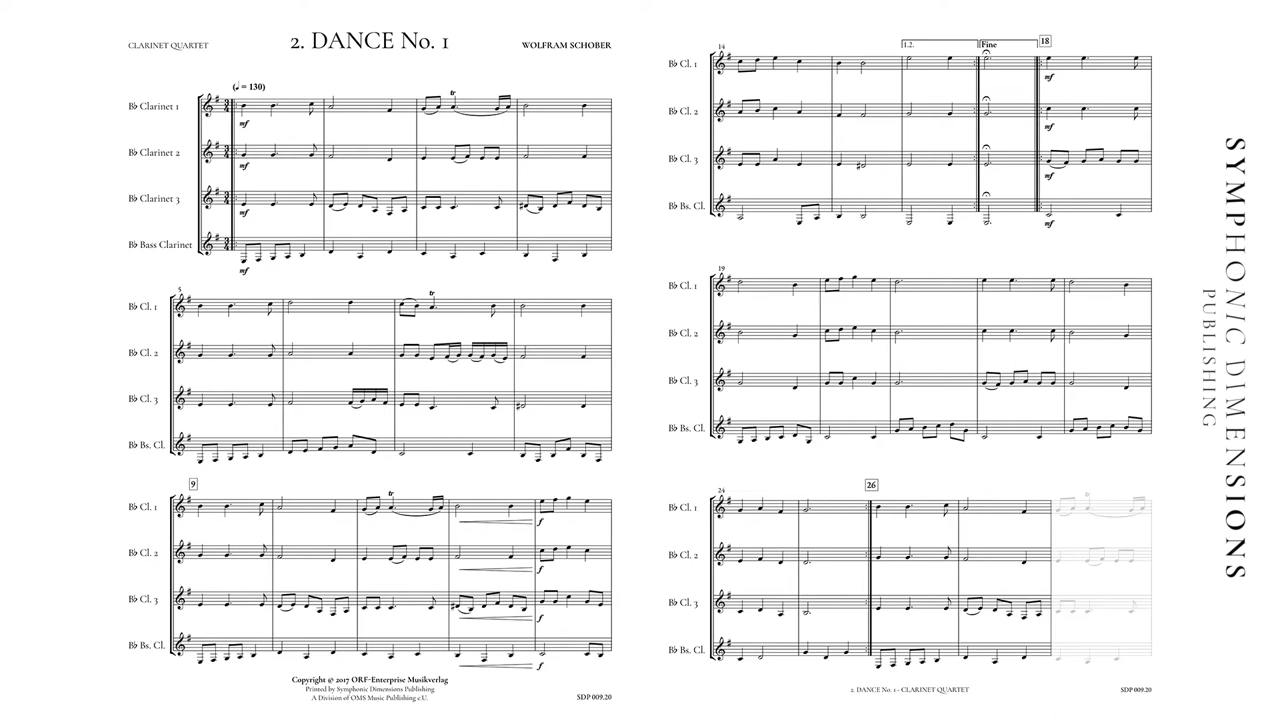 CLARINET QUARTET
2. DANCE No. 1
WOLFRAM SCHOBER
(♩ = 130)
B♭ Clarinet 1
mf
B♭ Clarinet 2
mf
B♭ Clarinet 3
mf
B♭ Bass Clarinet
mf
tr
5
B♭ Cl. 1
tr
B♭ Cl. 2
B♭ Cl. 3
B♭ Bs. Cl.
9
B♭ Cl. 1
tr
f
B♭ Cl. 2
f
B♭ Cl. 3
f
B♭ Bs. Cl.
f
Copyright © 2017 ORF-Enterprise Musikverlag
Printed by Symphonic Dimensions Publishing
A Division of OMS Music Publishing e.U.
SDP 009.20
14
1.2.
Fine
18
B♭ Cl. 1
mf
B♭ Cl. 2
mf
B♭ Cl. 3
mf
B♭ Bs. Cl.
mf
19
B♭ Cl. 1
B♭ Cl. 2
B♭ Cl. 3
B♭ Bs. Cl.
24
26
B♭ Cl. 1
tr
B♭ Cl. 2
B♭ Cl. 3
B♭ Bs. Cl.
2. DANCE No. 1 - CLARINET QUARTET
SDP 009.20
SYMPHONIC DIMENSIONS
PUBLISHING